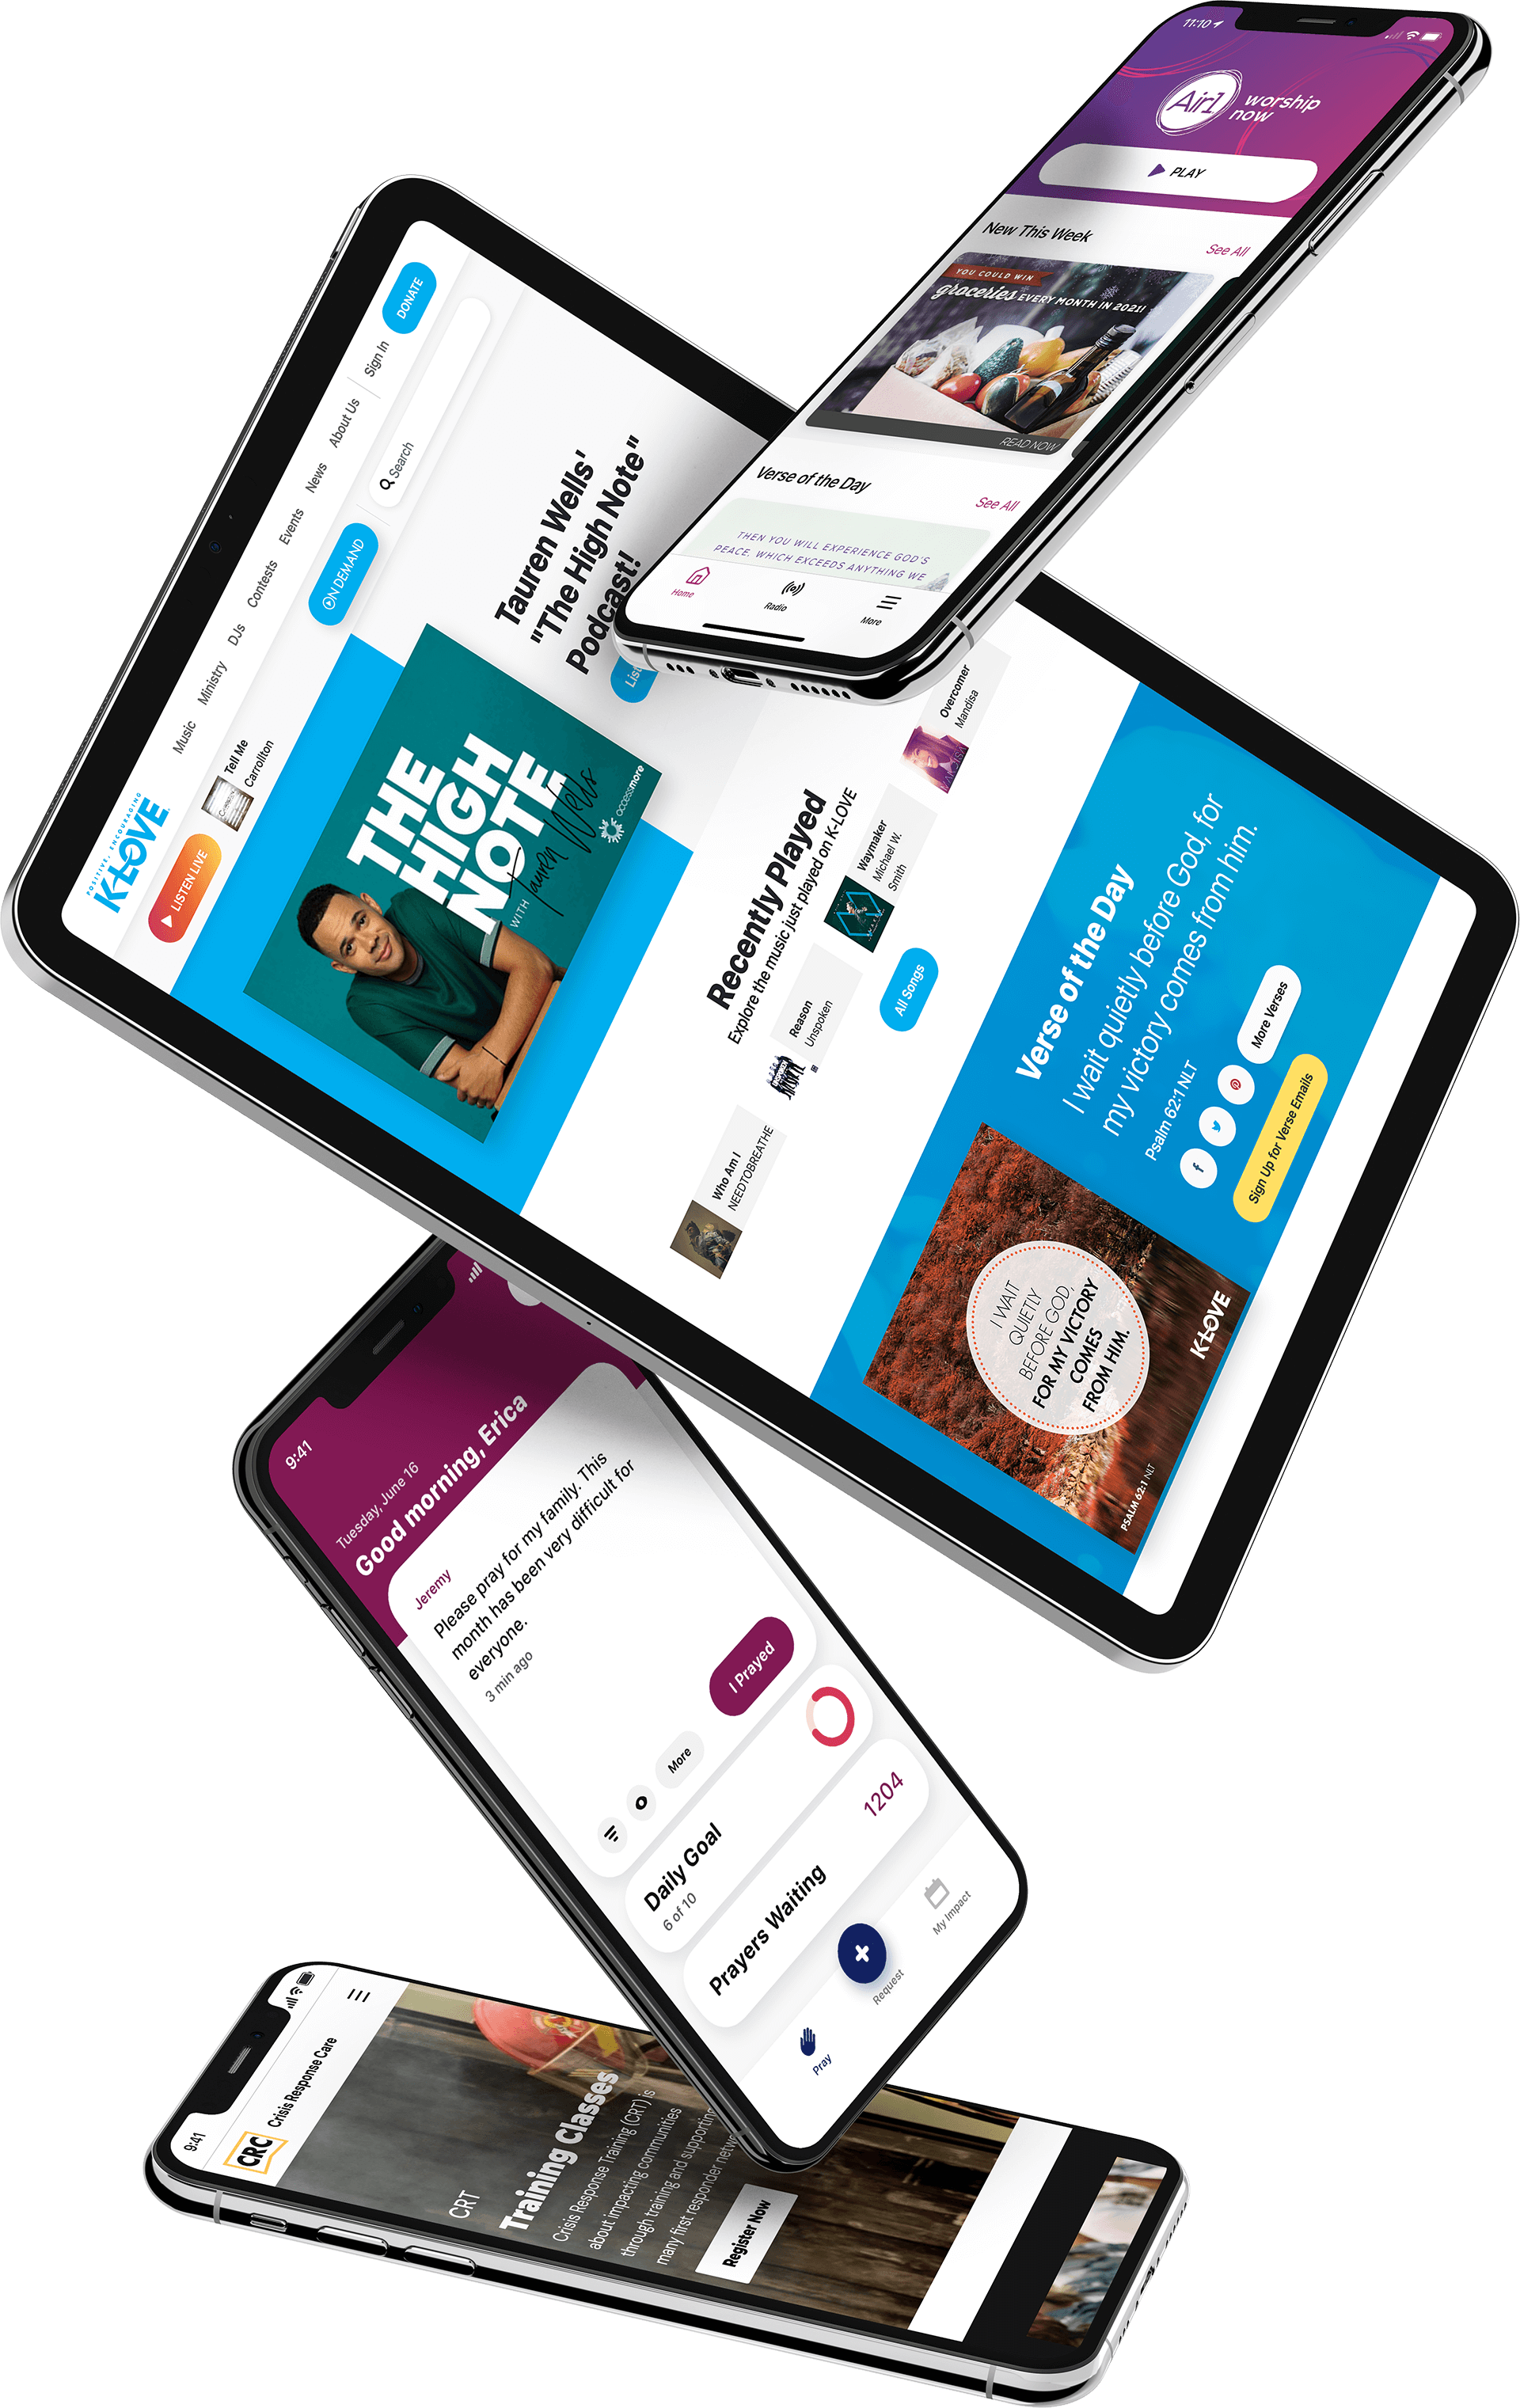 11:10
Air1
worship
now
PLAY
New This Week
See All
YOU COULD WIN
groceries EVERY MONTH IN 2021!
READ NOW
Verse of the Day
See All
THEN YOU WILL EXPERIENCE GOD'S
PEACE, WHICH EXCEEDS ANYTHING WE
Home
Radio
More
POSITIVE, ENCOURAGING
K-LOVE
Music
Ministry
DJs
Contests
Events
News
About Us
Sign In
DONATE
LISTEN LIVE
Tell Me
Carrollton
ON DEMAND
Search
THE
HIGH
NOTE
WITH Tauren Wells
accessmore
Tauren Wells'
"The High Note"
Podcast!
Recently Played
Explore the music just played on K-LOVE
Who Am I
NEEDTOBREATHE
Reason
Unspoken
Waymaker
Michael W.
Smith
Overcomer
Mandisa
All Songs
I WAIT
QUIETLY
BEFORE GOD,
FOR MY VICTORY
COMES
FROM HIM.
PSALM 62:1 NLT
K-LOVE
Verse of the Day
I wait quietly before God, for
my victory comes from him.
Psalm 62:1 NLT
More Verses
Sign Up for Verse Emails
9:41
Tuesday, June 16
Good morning, Erica
Jeremy
Please pray for my family. This
month has been very difficult for
everyone.
3 min ago
More
I Prayed
Daily Goal
6 of 10
Prayers Waiting
1204
Pray
Request
My Impact
9:41
CRC
Crisis Response Care
CRT
Training Classes
Crisis Response Training (CRT) is
about impacting communities
through training and supporting
many first responder
Register Now